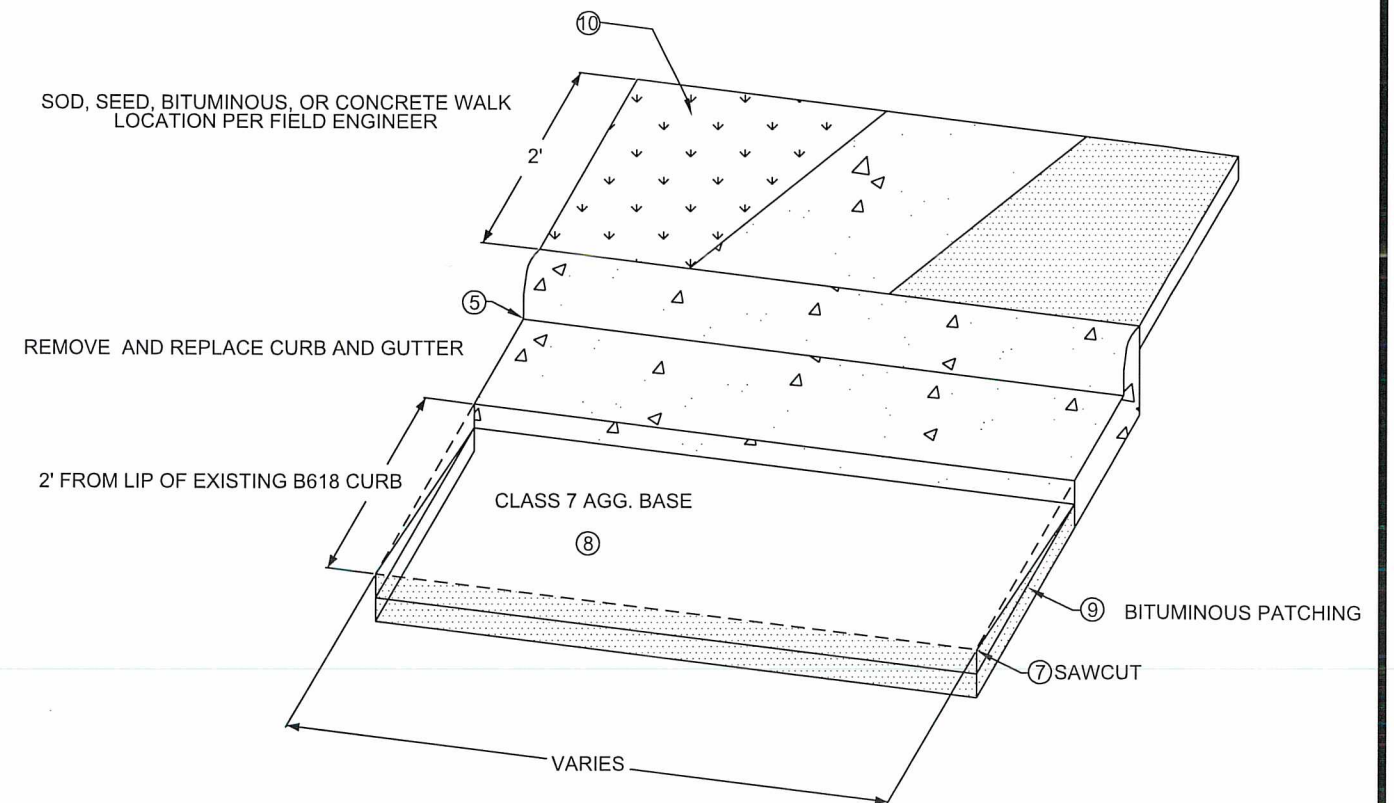 ⑩
SOD, SEED, BITUMINOUS, OR CONCRETE WALK
LOCATION PER FIELD ENGINEER
2'
⑤
REMOVE AND REPLACE CURB AND GUTTER
2' FROM LIP OF EXISTING B618 CURB
CLASS 7 AGG. BASE
⑧
⑨ BITUMINOUS PATCHING
⑦ SAWCUT
VARIES